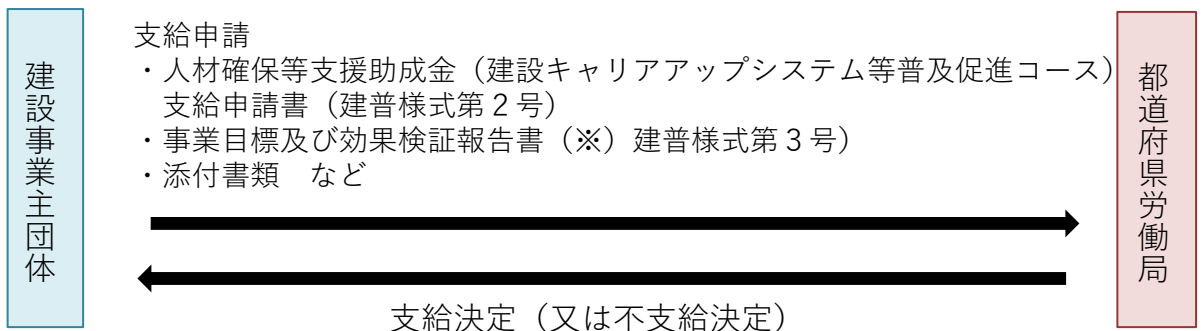 建設事業主団体
支給申請
・人材確保等支援助成金（建設キャリアアップシステム等普及促進コース）
支給申請書（建普様式第２号）
・事業目標及び効果検証報告書（※）建普様式第３号）
・添付書類　など
支給決定（又は不支給決定）
都道府県労働局